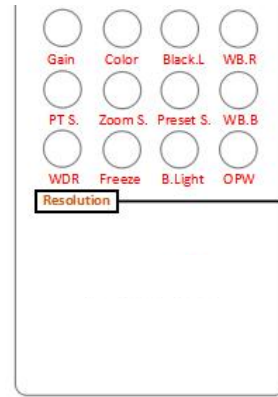 Gain Color Black.L WB.R
PT S. Zoom S. Preset S. WB.B
WDR Freeze B.Light OPW
Resolution